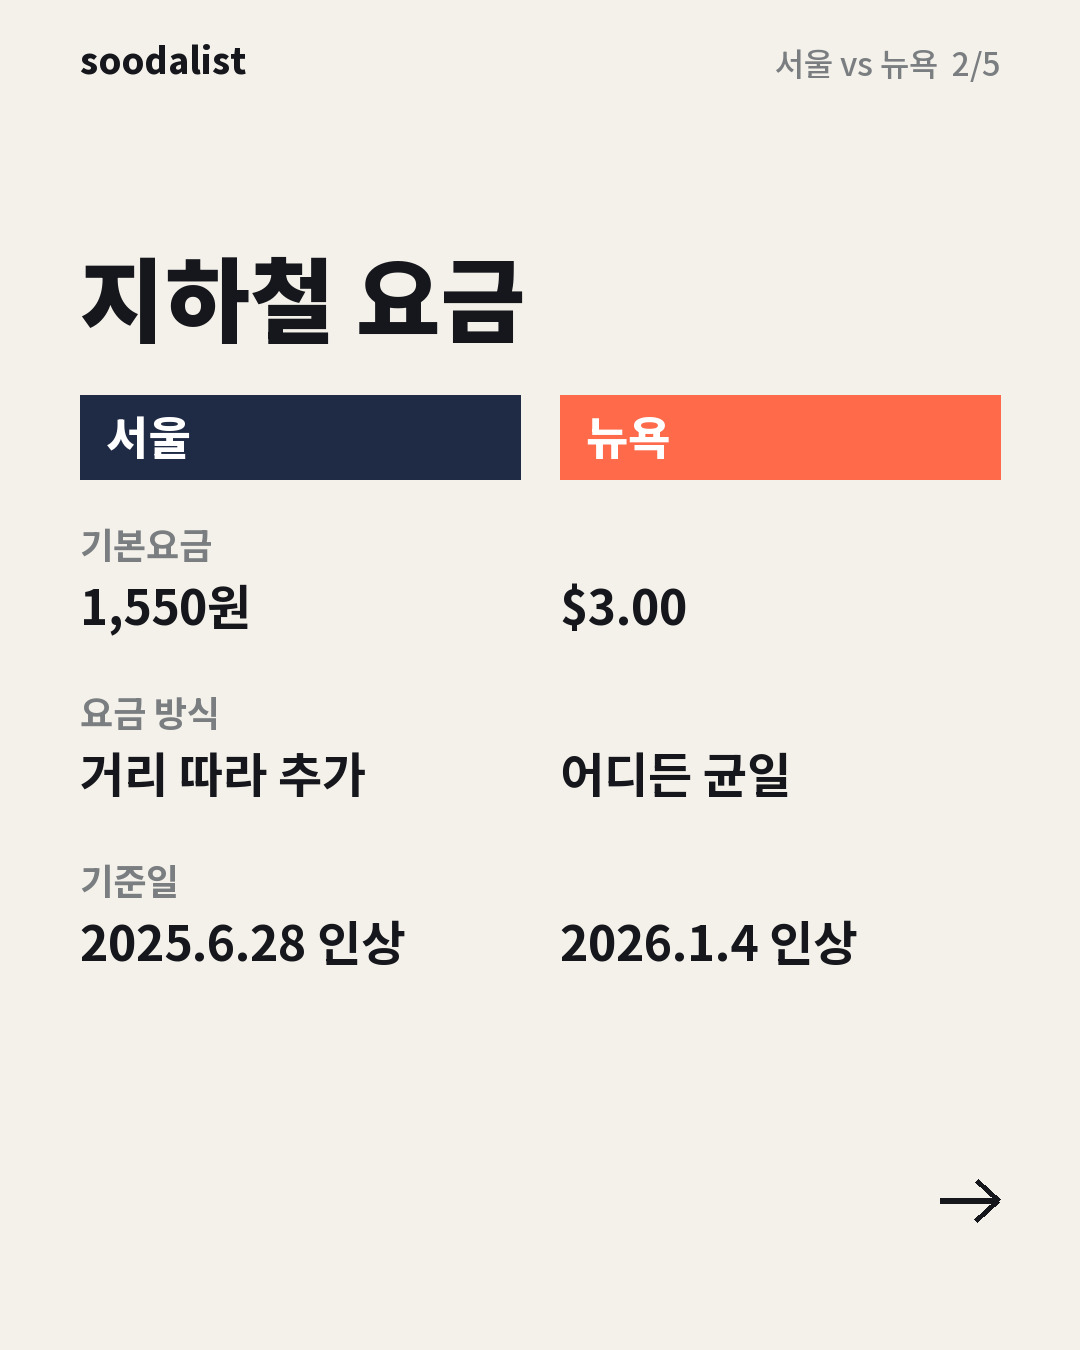 soodalist
서울 vs 뉴욕 2/5
지하철 요금
서울
뉴욕
기본요금
1,550원
$3.00
요금 방식
거리 따라 추가
어디든 균일
기준일
2025.6.28 인상
2026.1.4 인상